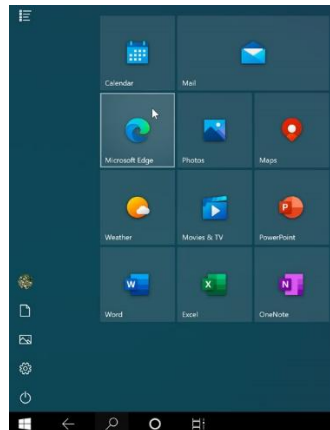 Calendar Mail
Microsoft Edge Photos Maps
Weather Movies & TV PowerPoint
Word Excel OneNote